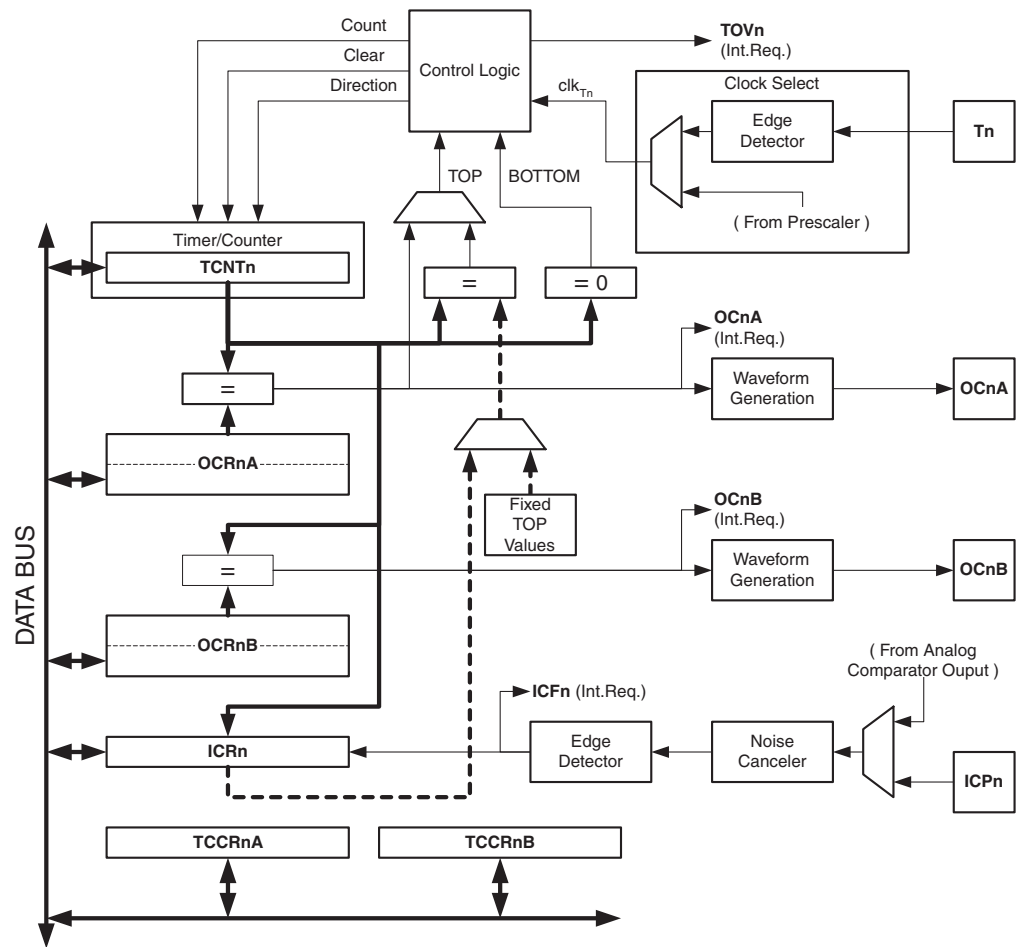 Count
Clear
Direction
Control Logic
TOVn
(Int.Req.)
clkTn
Clock Select
Edge
Detector
Tn
( From Prescaler )
TOP
BOTTOM
Timer/Counter
TCNTn
=
= 0
OCnA
(Int.Req.)
=
Waveform
Generation
OCnA
OCRnA
Fixed
TOP
Values
OCnB
(Int.Req.)
=
Waveform
Generation
OCnB
DATA BUS
OCRnB
( From Analog
Comparator Ouput )
ICFn (Int.Req.)
ICRn
Edge
Detector
Noise
Canceler
ICPn
TCCRnA
TCCRnB